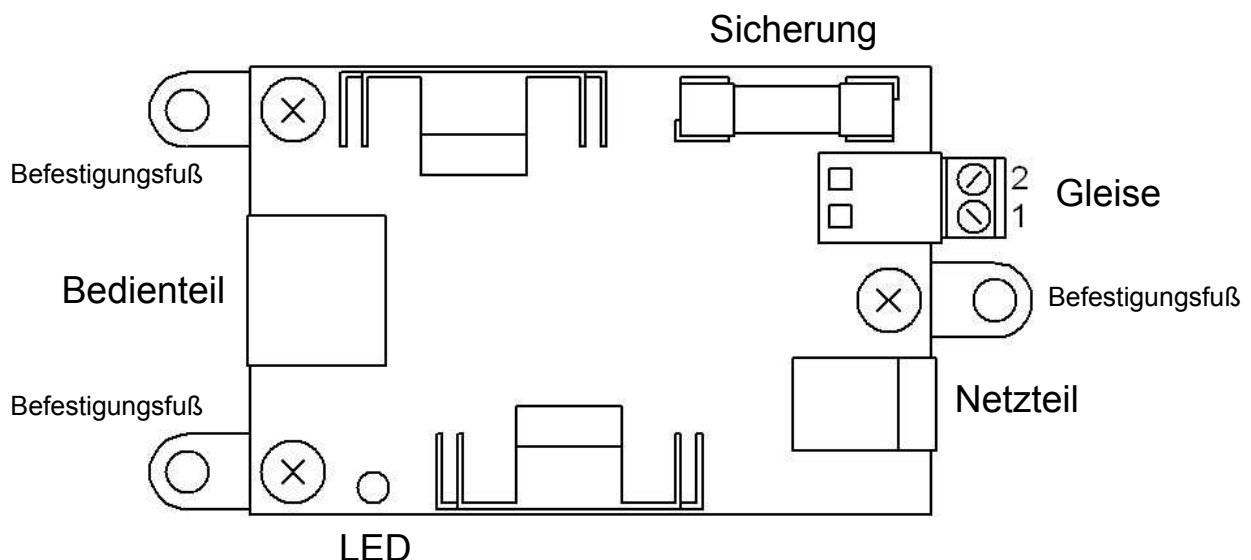 Sicherung
Befestigungsfuß
2
Gleise
1
Bedienteil
Befestigungsfuß
Netzteil
Befestigungsfuß
LED